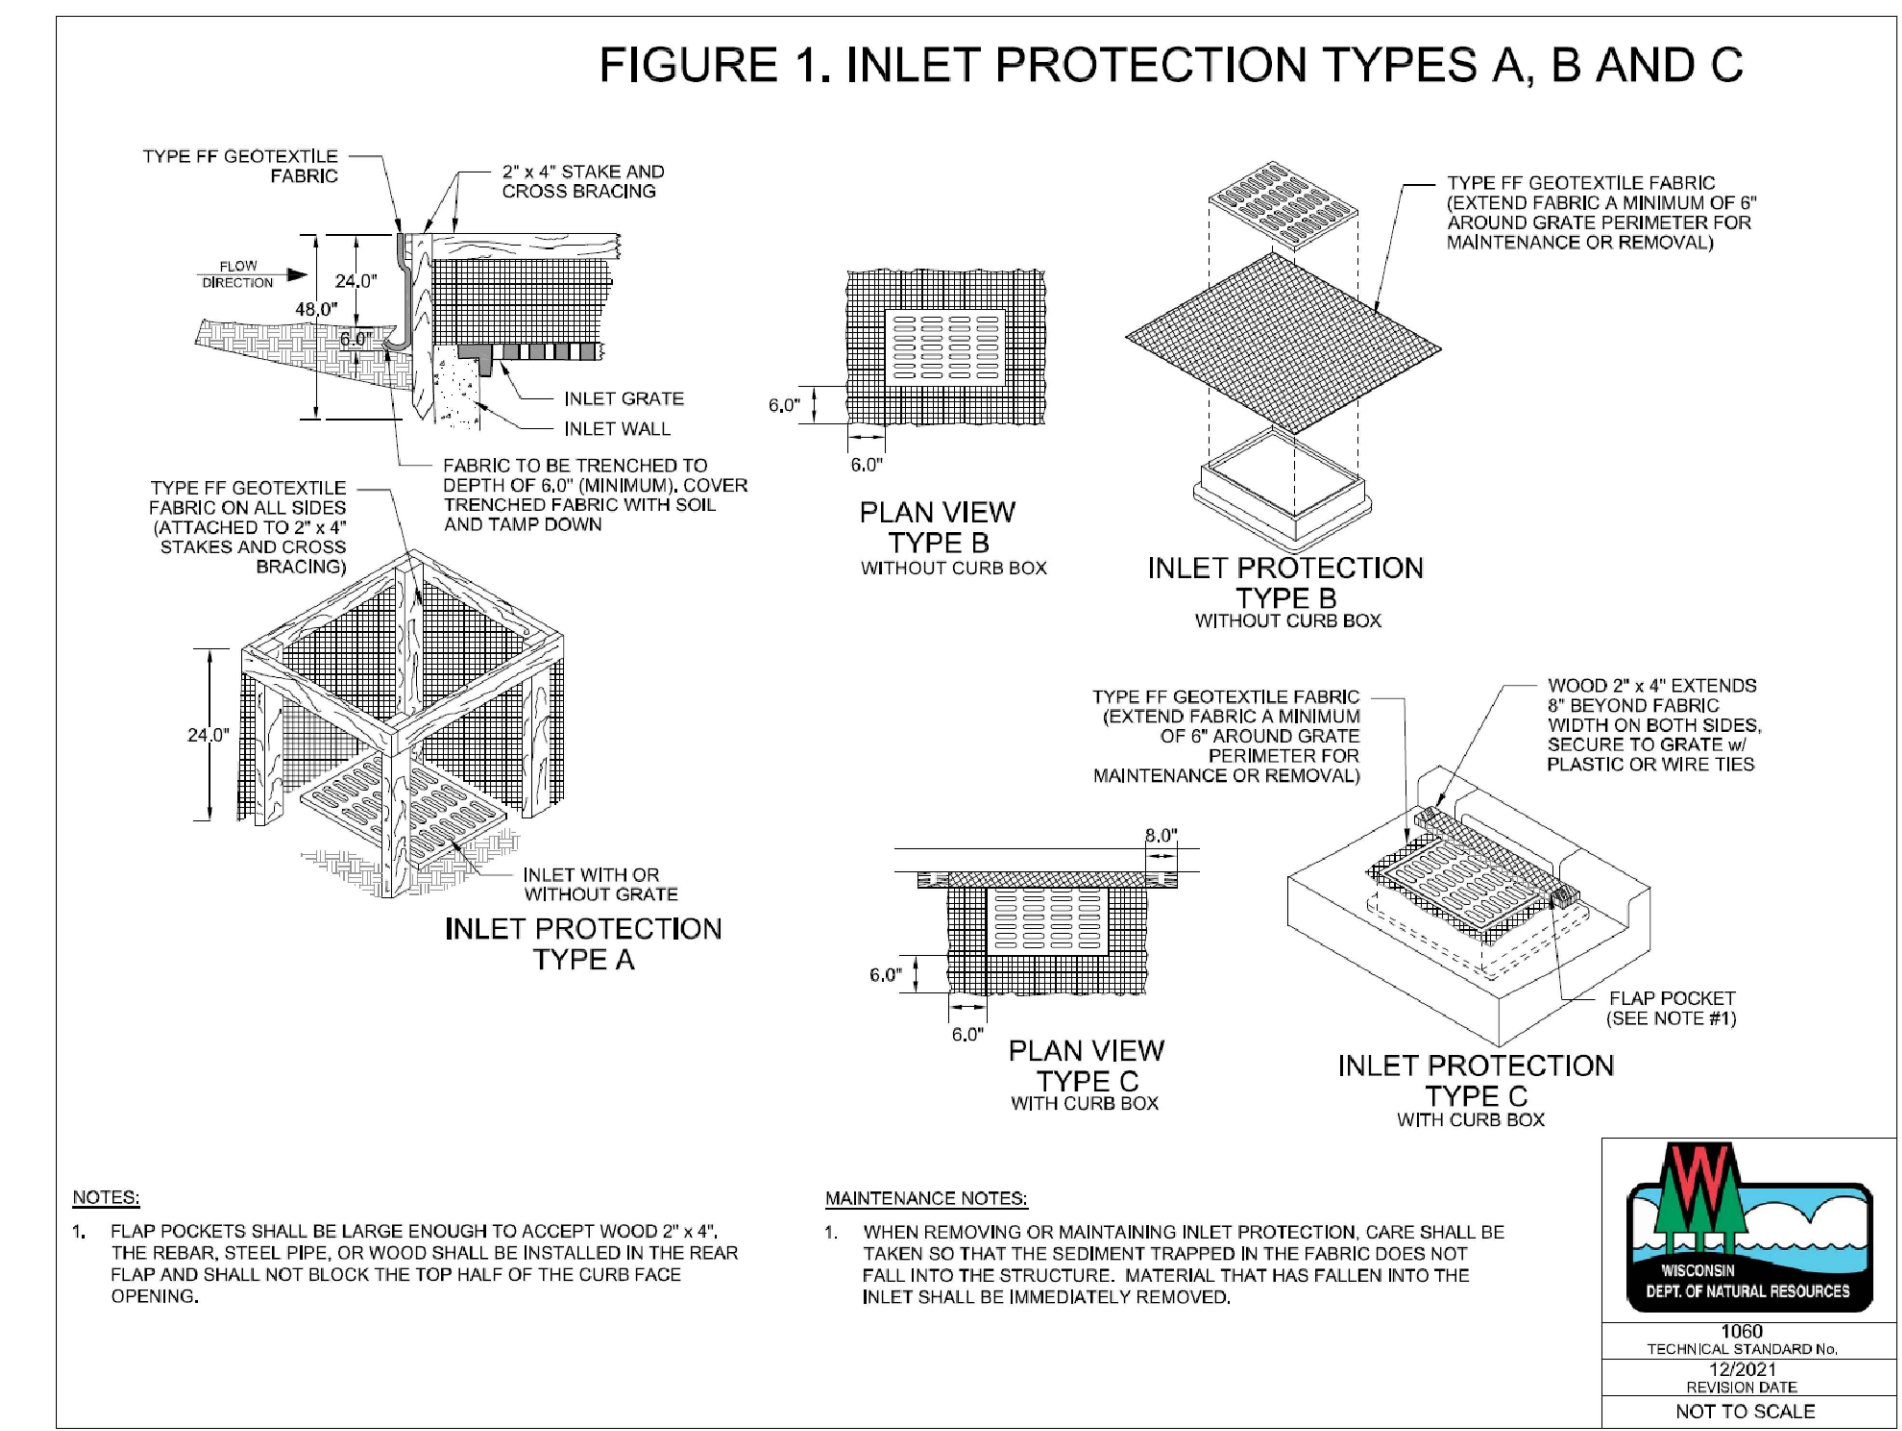 FIGURE 1. INLET PROTECTION TYPES A, B AND C
TYPE FF GEOTEXTILE
FABRIC
2" x 4" STAKE AND
CROSS BRACING
FLOW
DIRECTION
24.0"
48.0"
6.0"
INLET GRATE
INLET WALL
FABRIC TO BE TRENCHED TO
DEPTH OF 6.0" (MINIMUM). COVER
TRENCHED FABRIC WITH SOIL
AND TAMP DOWN
TYPE FF GEOTEXTILE
FABRIC ON ALL SIDES
(ATTACHED TO 2" x 4"
STAKES AND CROSS
BRACING)
24.0"
INLET WITH OR
WITHOUT GRATE
INLET PROTECTION
TYPE A
6.0"
6.0"
PLAN VIEW
TYPE B
WITHOUT CURB BOX
TYPE FF GEOTEXTILE FABRIC
(EXTEND FABRIC A MINIMUM OF 6"
AROUND GRATE PERIMETER FOR
MAINTENANCE OR REMOVAL)
INLET PROTECTION
TYPE B
WITHOUT CURB BOX
TYPE FF GEOTEXTILE FABRIC
(EXTEND FABRIC A MINIMUM
OF 6" AROUND GRATE
PERIMETER FOR
MAINTENANCE OR REMOVAL)
WOOD 2" x 4" EXTENDS
8" BEYOND FABRIC
WIDTH ON BOTH SIDES,
SECURE TO GRATE w/
PLASTIC OR WIRE TIES
8.0"
6.0"
6.0"
PLAN VIEW
TYPE C
WITH CURB BOX
FLAP POCKET
(SEE NOTE #1)
INLET PROTECTION
TYPE C
WITH CURB BOX
NOTES:
1. FLAP POCKETS SHALL BE LARGE ENOUGH TO ACCEPT WOOD 2" x 4".
THE REBAR, STEEL PIPE, OR WOOD SHALL BE INSTALLED IN THE REAR
FLAP AND SHALL NOT BLOCK THE TOP HALF OF THE CURB FACE
OPENING.
MAINTENANCE NOTES:
1. WHEN REMOVING OR MAINTAINING INLET PROTECTION, CARE SHALL BE
TAKEN SO THAT THE SEDIMENT TRAPPED IN THE FABRIC DOES NOT
FALL INTO THE STRUCTURE. MATERIAL THAT HAS FALLEN INTO THE
INLET SHALL BE IMMEDIATELY REMOVED.
W
WISCONSIN
DEPT. OF NATURAL RESOURCES
1060
TECHNICAL STANDARD No.
12/2021
REVISION DATE
NOT TO SCALE